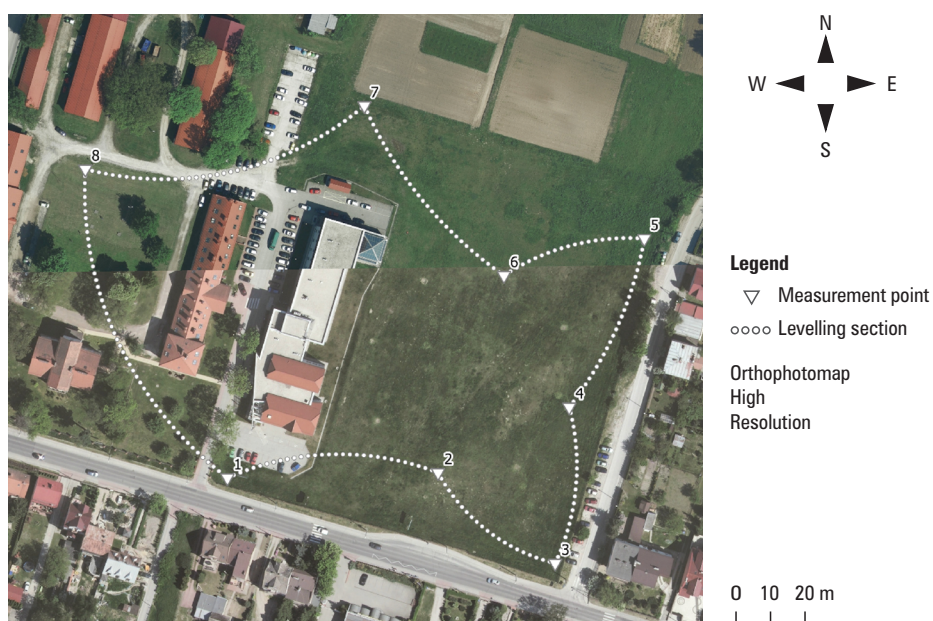 N
W E
S
7
8
5
6
4
2
1
3
Legend
Measurement point
Levelling section
Orthophotomap
High
Resolution
0 10 20 m